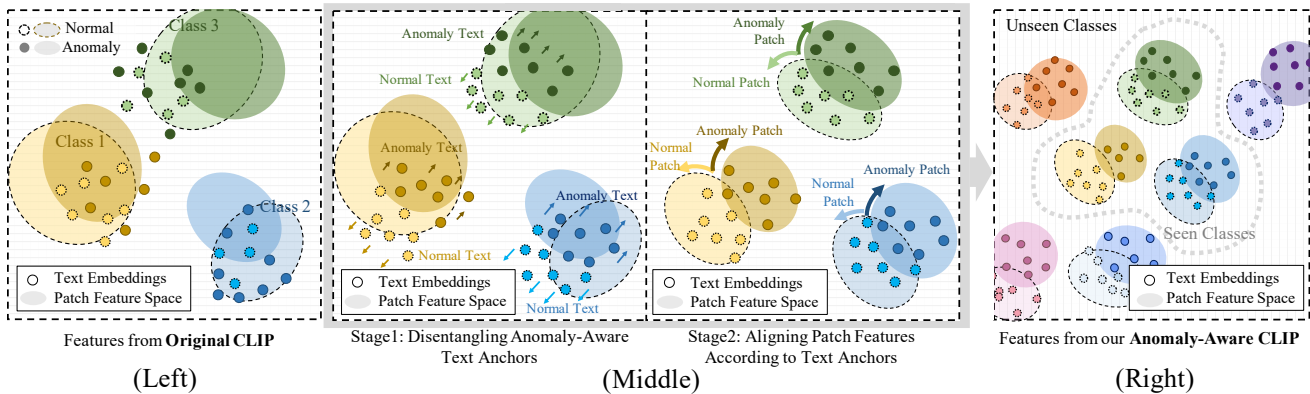 Normal
Anomaly
Class 3
Class 1
Class 2
Text Embeddings
Patch Feature Space
Features from Original CLIP
(Left)
Anomaly Text
Normal Text
Anomaly Text
Normal Text
Anomaly Text
Normal Text
Text Embeddings
Patch Feature Space
Stage1: Disentangling Anomaly-Aware
Text Anchors
Anomaly
Patch
Normal Patch
Anomaly Patch
Normal
Patch
Anomaly Patch
Normal
Patch
Text Embeddings
Patch Feature Space
Stage2: Aligning Patch Features
According to Text Anchors
(Middle)
Unseen Classes
Seen Classes
Text Embeddings
Patch Feature Space
Features from our Anomaly-Aware CLIP
(Right)